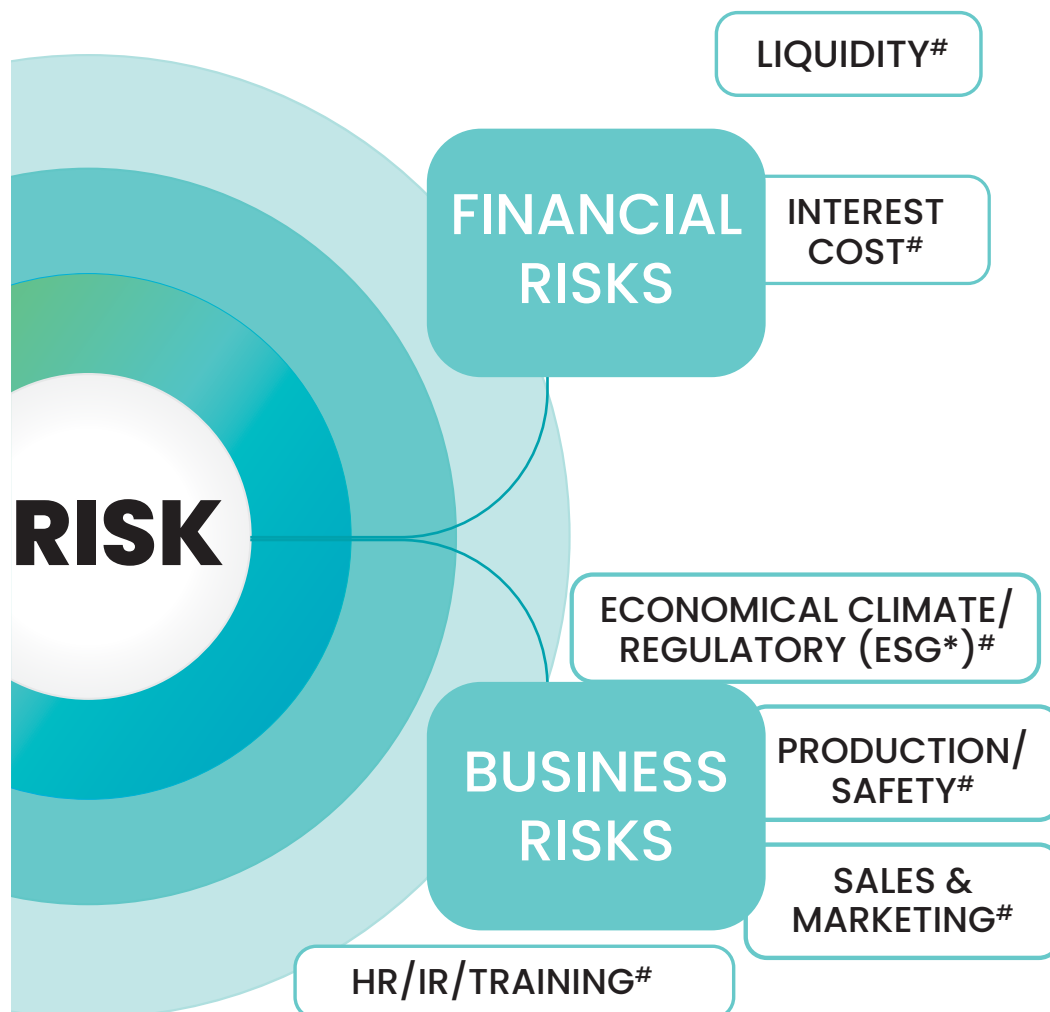 LIQUIDITY#
FINANCIAL
RISKS
INTEREST
COST#
RISK
ECONOMICAL CLIMATE/
REGULATORY (ESG*)#
BUSINESS
RISKS
PRODUCTION/
SAFETY#
SALES &
MARKETING#
HR/IR/TRAINING#